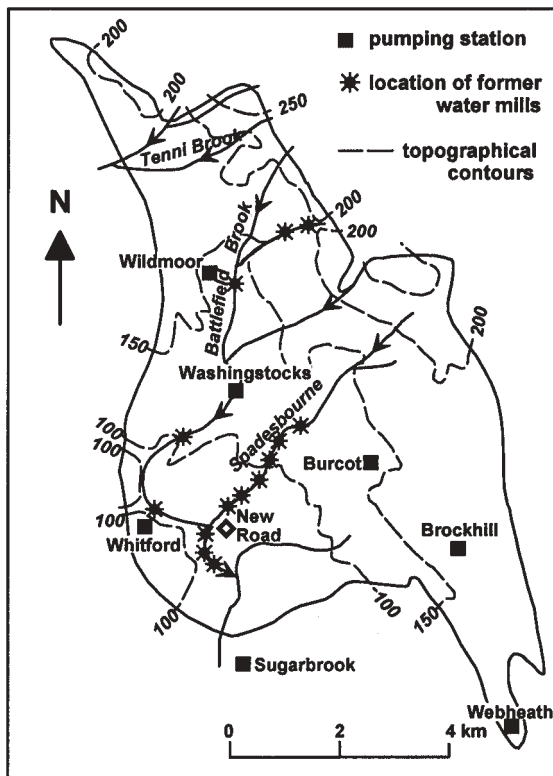 pumping station
location of former
water mills
topographical
contours
N
200
200
250
Tenni Brook
200
200
Battlefield Brook
Wildmoor
150
200
Washingstocks
100
100
Spadesbourne
Burcot
100
New
Road
Whitford
Brockhill
100
100
150
Sugarbrook
Webheath
0 2 4 km